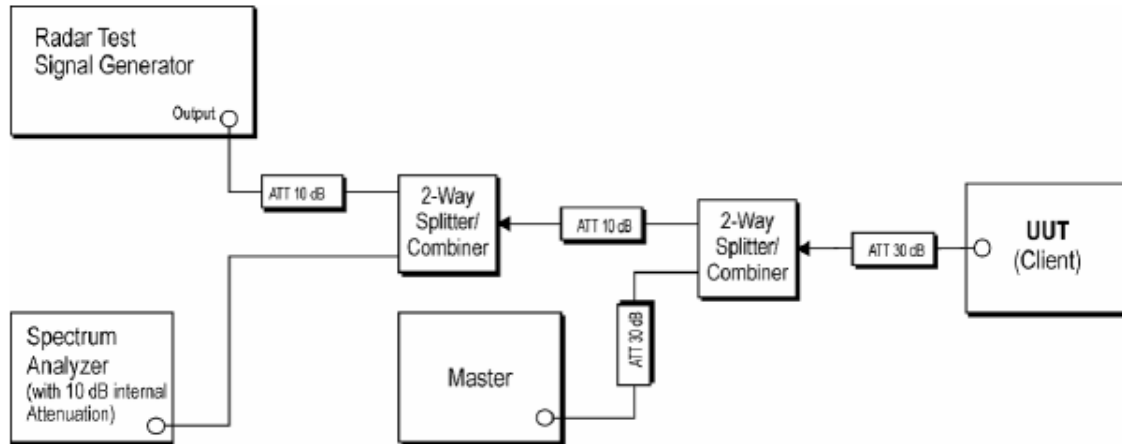 Radar Test
Signal Generator
Output
ATT 10 dB
2-Way
Splitter/
Combiner
ATT 10 dB
2-Way
Splitter/
Combiner
ATT 30 dB
UUT
(Client)
Spectrum
Analyzer
(with 10 dB internal
Attenuation)
Master
ATT 30 dB